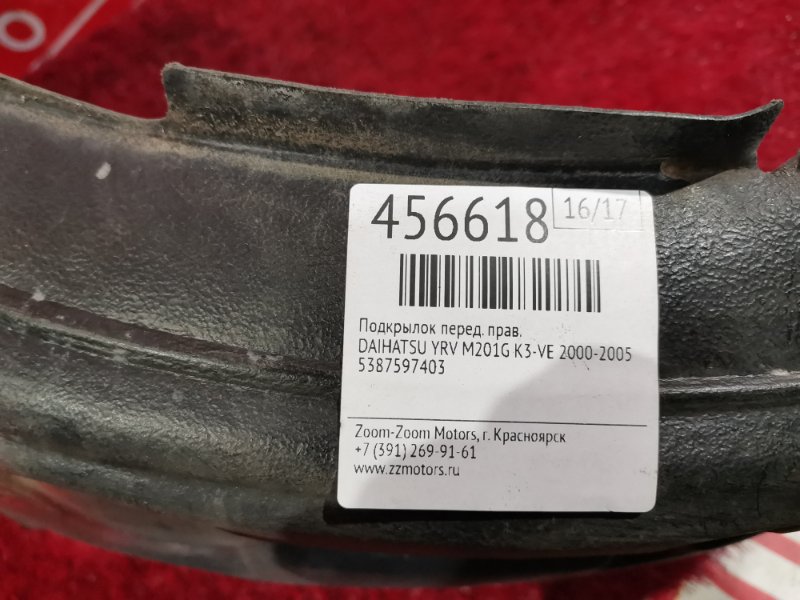 456618 16/17
Подкрылок перед. прав.
DAIHATSU YRV M201G K3-VE 2000-2005
5387597403
Zoom-Zoom Motors, г. Красноярск
+7 (391) 269-91-61
www.zzmotors.ru